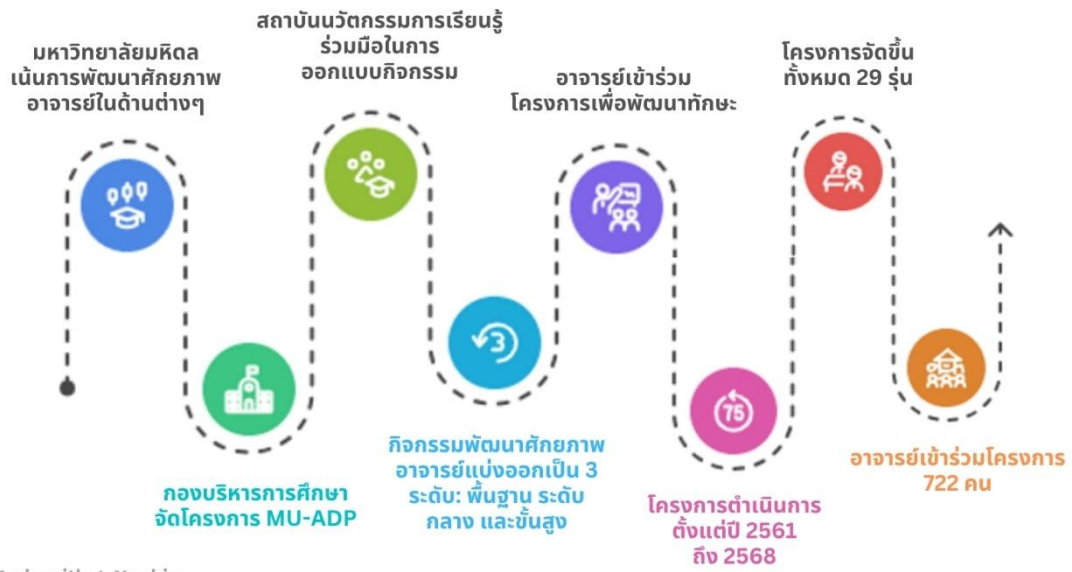 มหาวิทยาลัยมหิดล
เน้นการพัฒนาศักยภาพ
อาจารย์ในด้านต่างๆ
สถาบันนวัตกรรมการเรียนรู้
ร่วมมือในการ
ออกแบบกิจกรรม
อาจารย์เข้าร่วม
โครงการเพื่อพัฒนาทักษะ
โครงการจัดขึ้น
ทั้งหมด 29 รุ่น
3
75
กองบริหารการศึกษา
จัดโครงการ MU-ADP
กิจกรรมพัฒนาศักยภาพ
อาจารย์แบ่งออกเป็น 3
ระดับ: พื้นฐาน ระดับ
กลาง และขั้นสูง
โครงการดำเนินการ
ตั้งแต่ปี 2561
ถึง 2568
อาจารย์เข้าร่วมโครงการ
722 คน